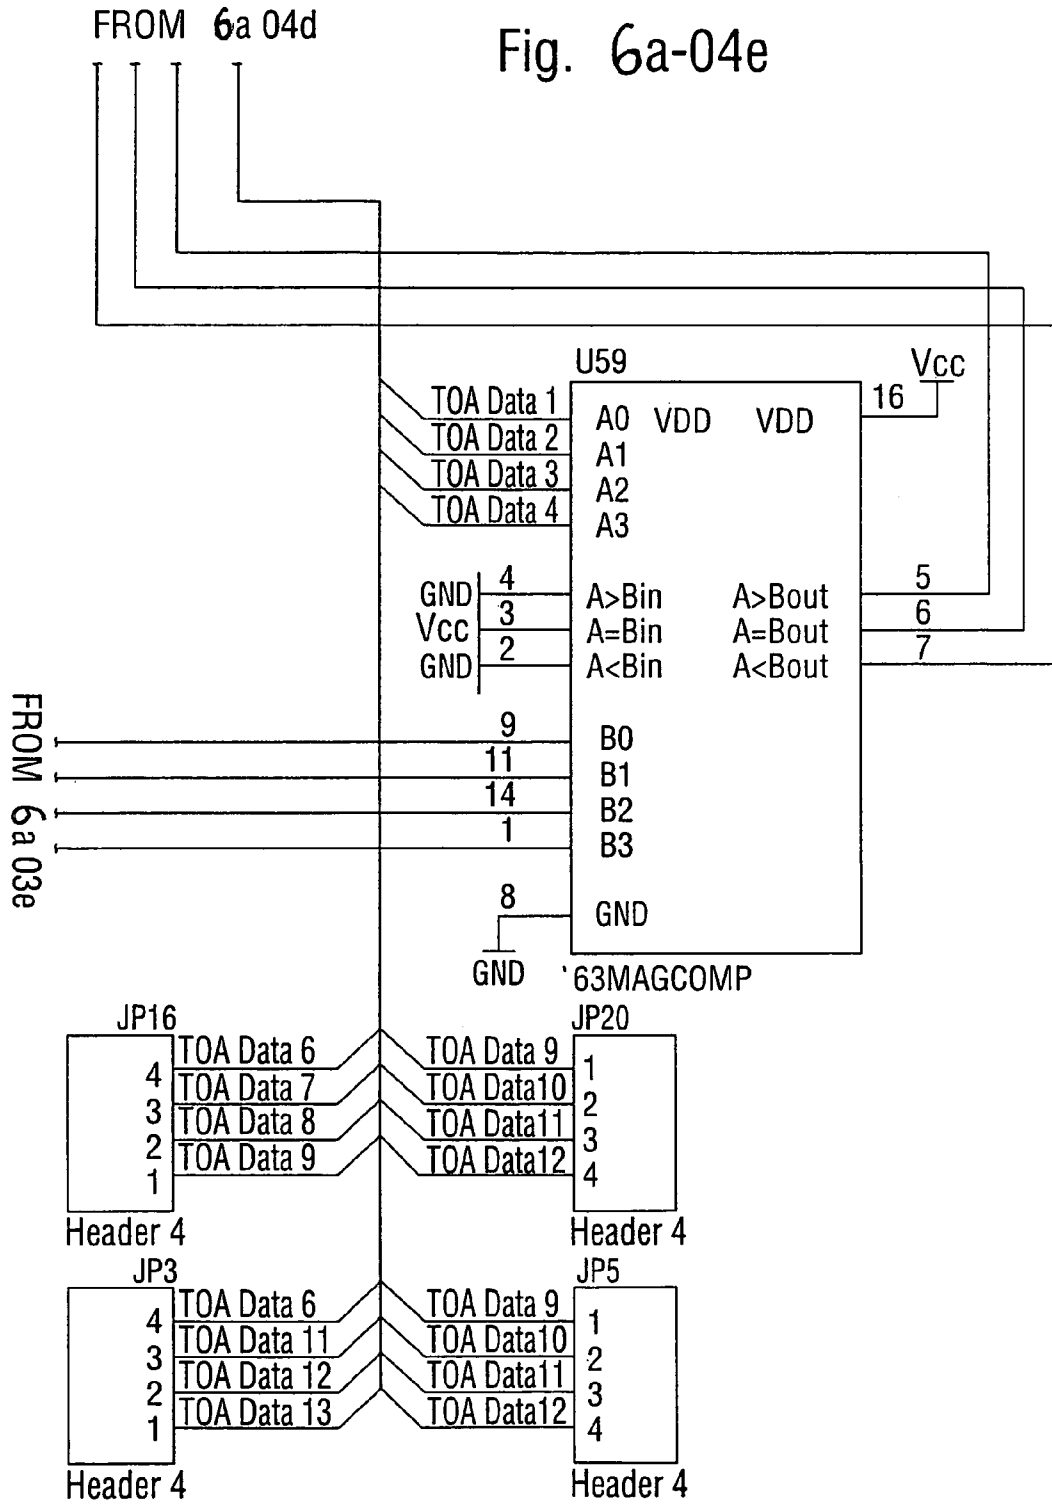 FROM 6a 04d
Fig. 6a-04e
U59
Vcc
16
TOA Data 1
A0 VDD VDD
TOA Data 2
A1
TOA Data 3
A2
TOA Data 4
A3
GND 4 A>Bin A>Bout 5
Vcc 3 A=Bin A=Bout 6
GND 2 A<Bin A<Bout 7
FROM 6a 03e
9 B0
11 B1
14 B2
1 B3
8 GND
GND
'63MAGCOMP
JP16
4 TOA Data 6
3 TOA Data 7
2 TOA Data 8
1 TOA Data 9
Header 4
JP20
TOA Data 9 1
TOA Data10 2
TOA Data11 3
TOA Data12 4
Header 4
JP3
4 TOA Data 6
3 TOA Data 11
2 TOA Data 12
1 TOA Data 13
Header 4
JP5
TOA Data 9 1
TOA Data10 2
TOA Data11 3
TOA Data12 4
Header 4